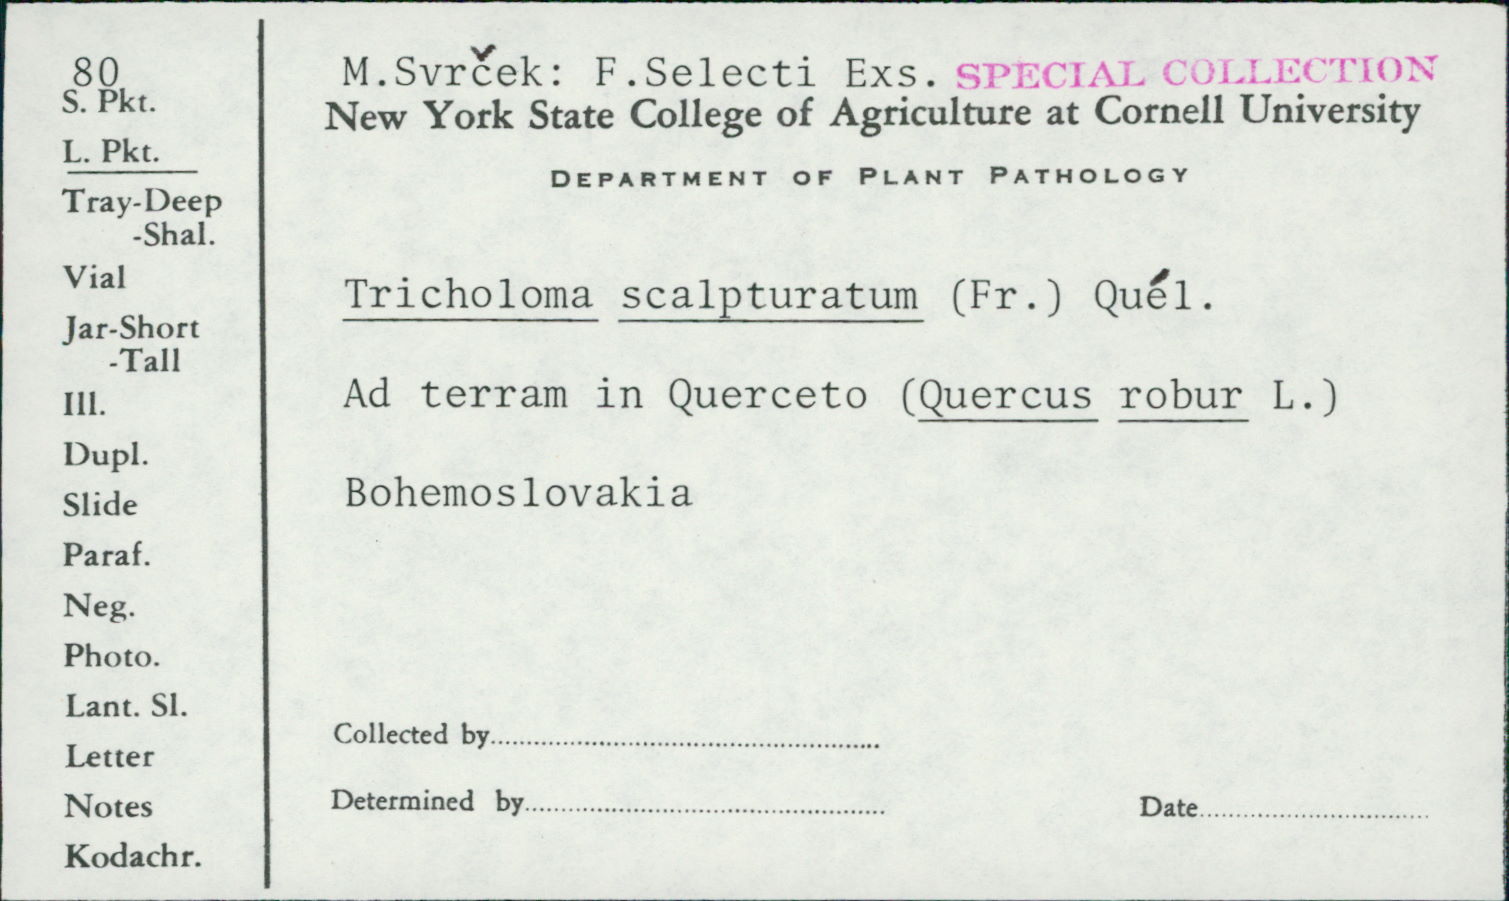 80
S. Pkt.
L. Pkt.
Tray-Deep
-Shal.
Vial
Jar-Short
-Tall
Ill.
Dupl.
Slide
Paraf.
Neg.
Photo.
Lant. Sl.
Letter
Notes
Kodachr.
M.Svrček: F.Selecti Exs. SPECIAL COLLECTION
New York State College of Agriculture at Cornell University
DEPARTMENT OF PLANT PATHOLOGY
Tricholoma scalpturatum (Fr.) Quél.
Ad terram in Querceto (Quercus robur L.)
Bohemoslovakia
Collected by
Determined by Date